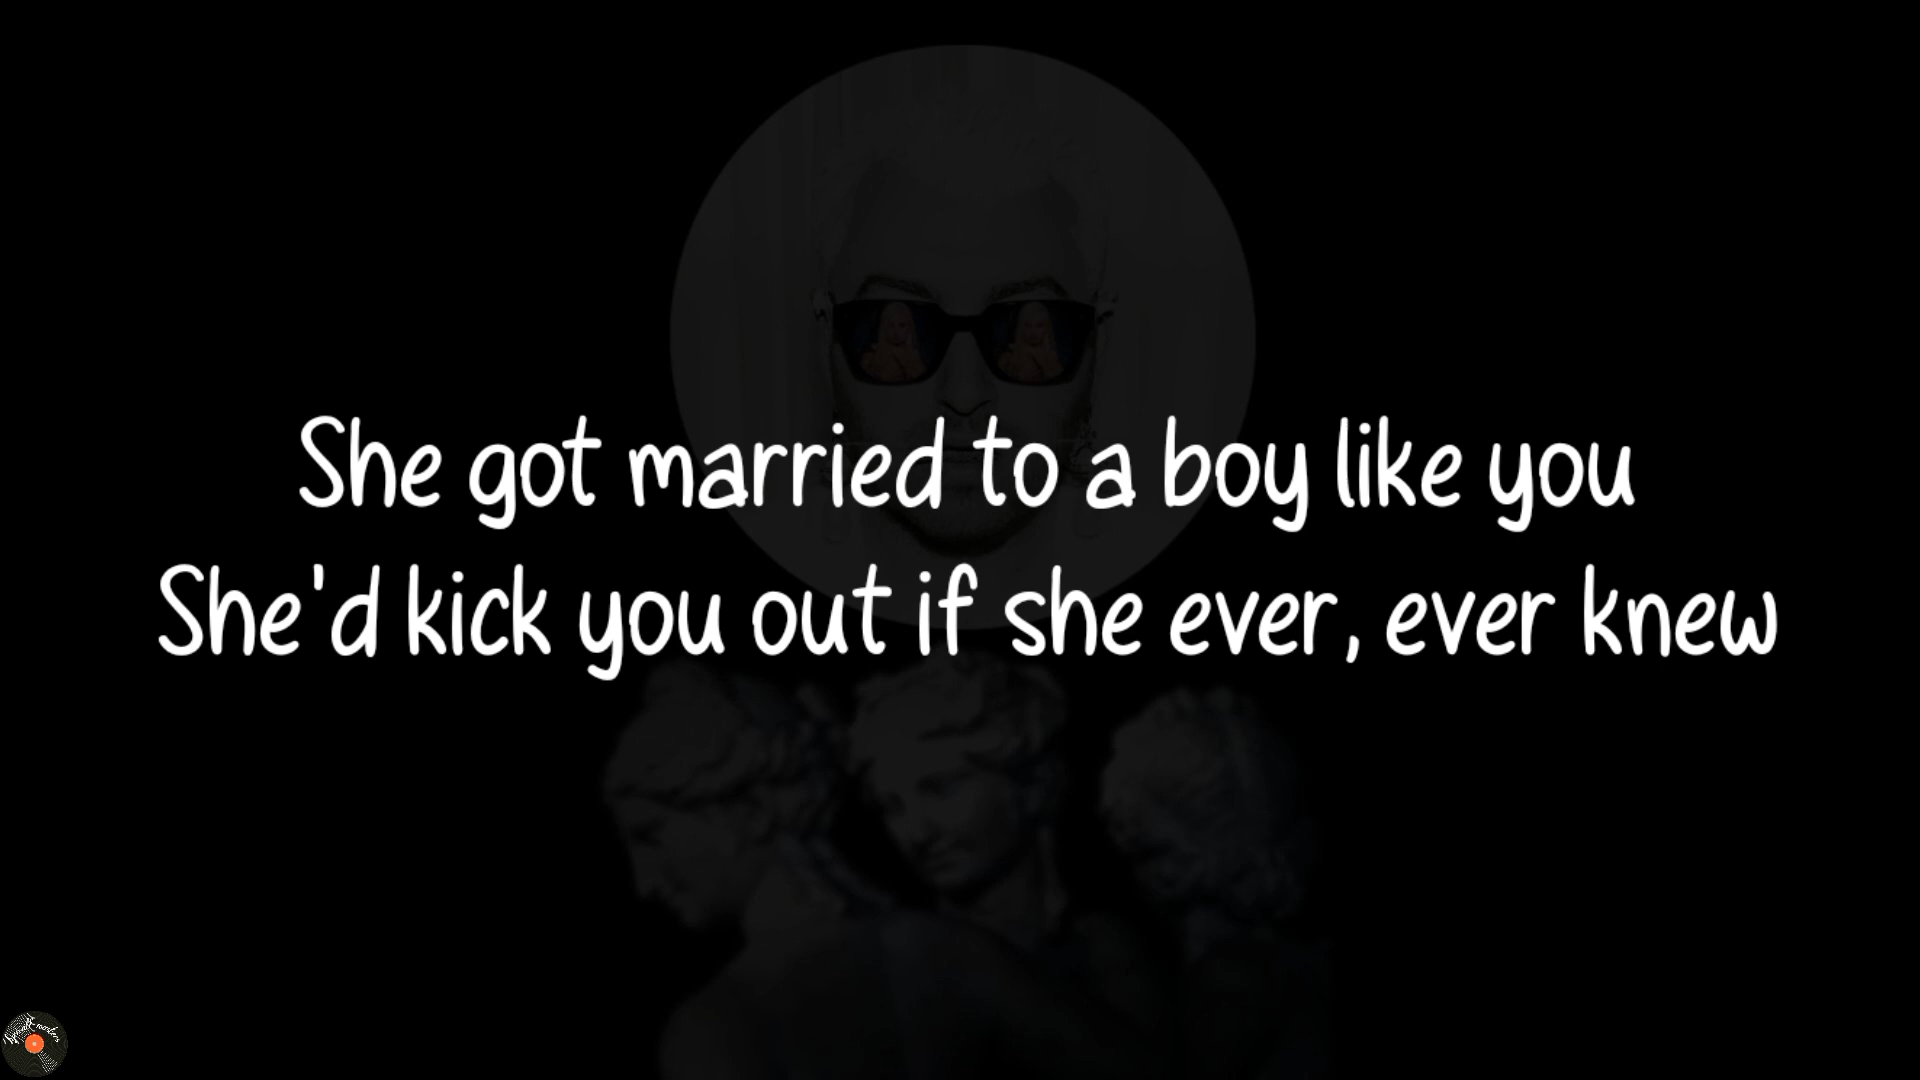 She got married to a boy like you
She'd kick you out if she ever, ever knew